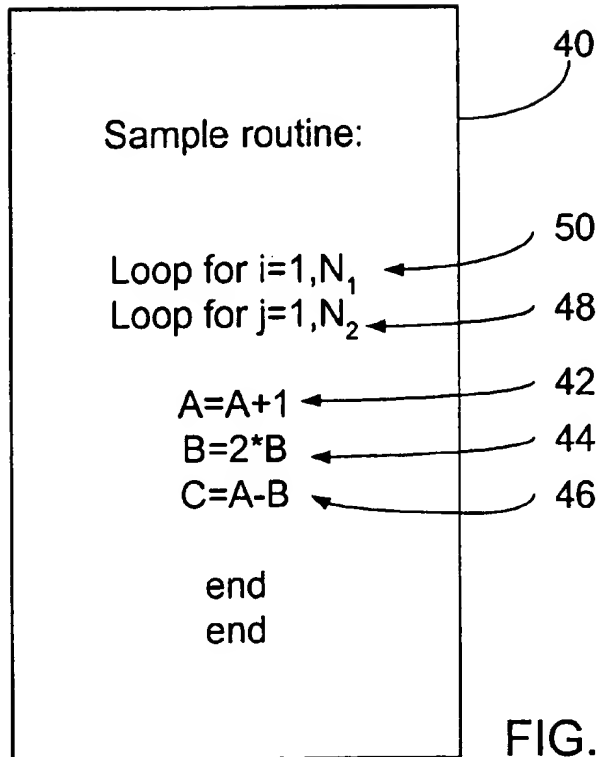 40
Sample routine:
Loop for i=1,N₁ 50
Loop for j=1,N₂ 48
A=A+1 42
B=2*B 44
C=A-B 46
end
end
FIG.